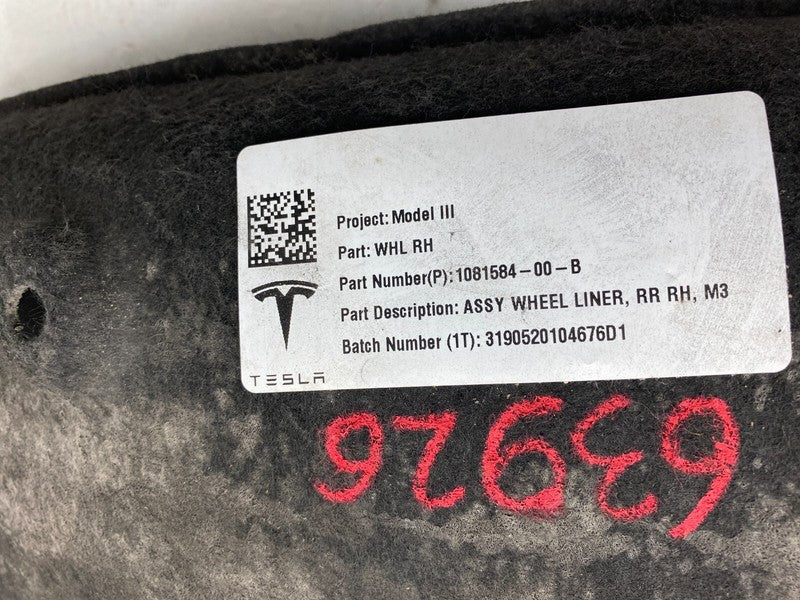 Project: Model III
Part: WHL RH
Part Number(P):1081584-00-B
Part Description: ASSY WHEEL LINER, RR RH, M3
Batch Number (1T): 3190520104676D1
TESLA
63926